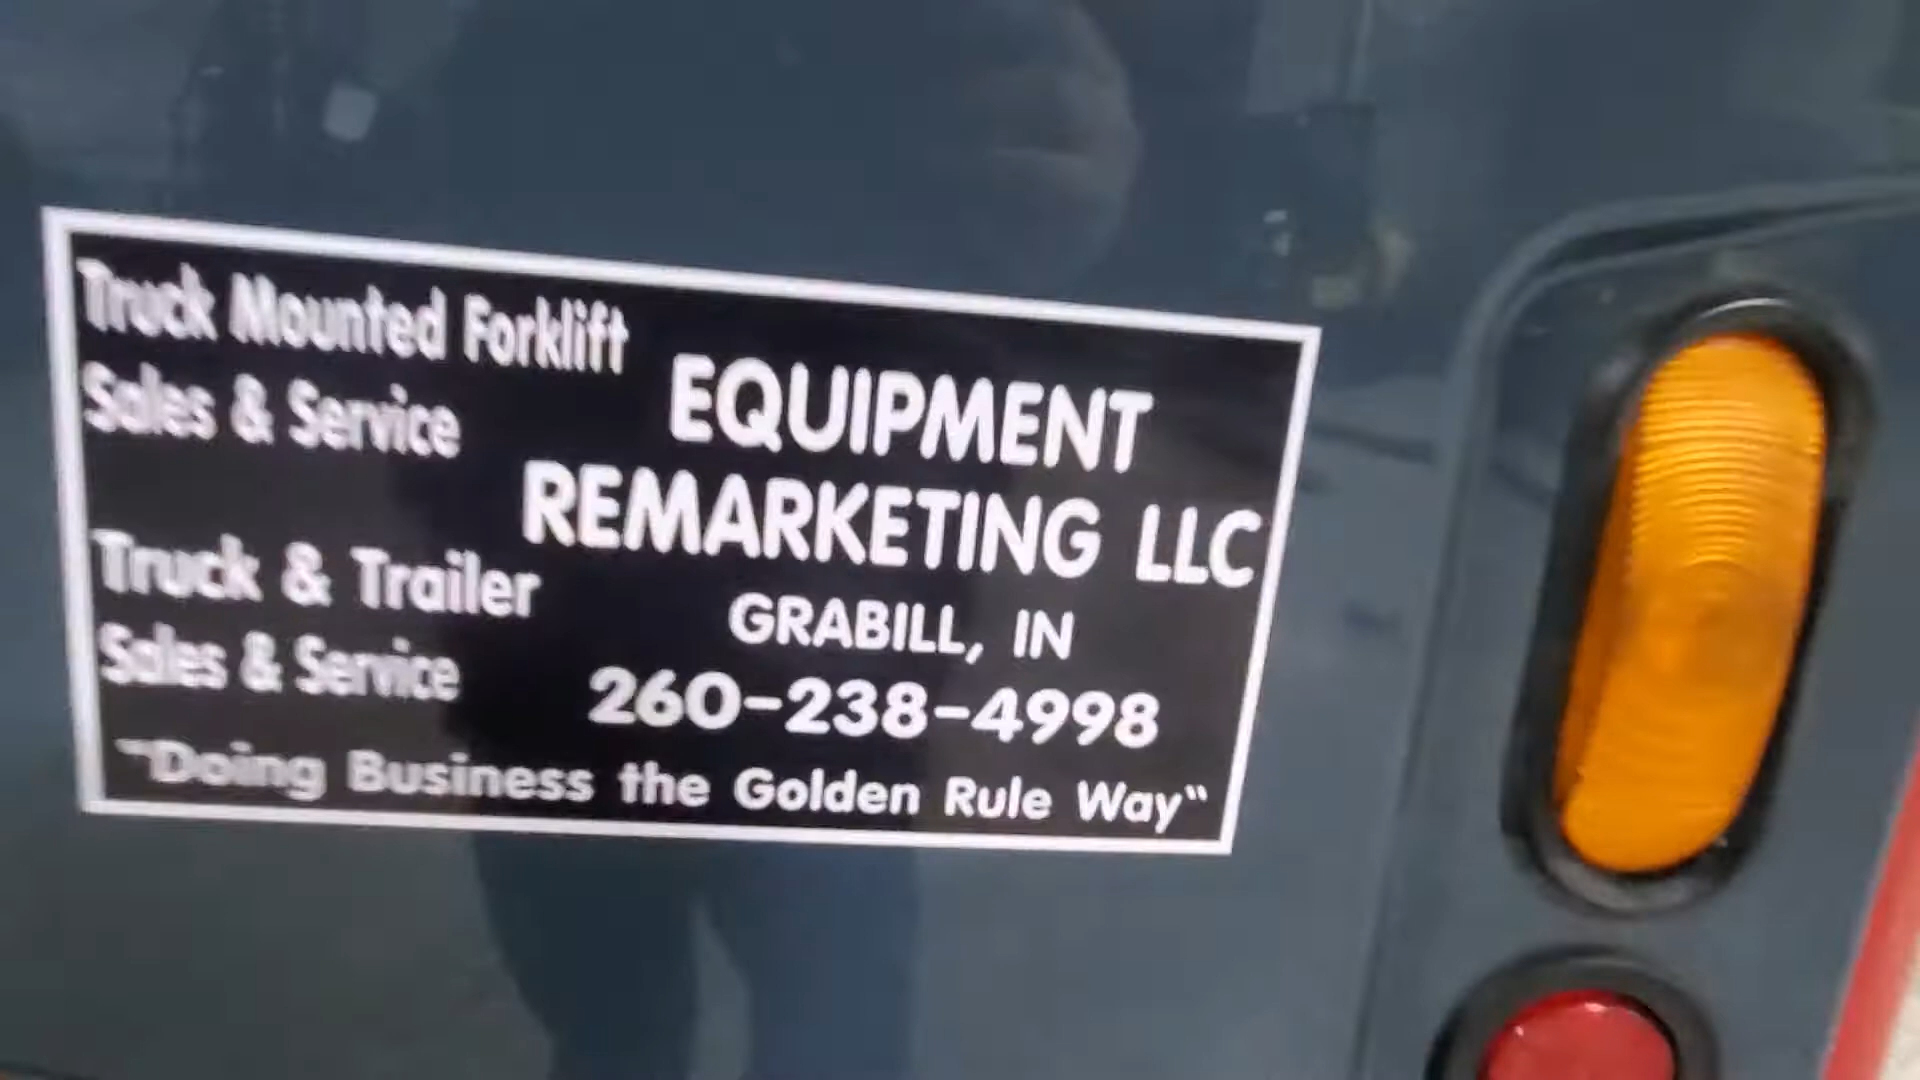 Truck Mounted Forklift
Sales & Service
EQUIPMENT
REMARKETING LLC
Truck & Trailer
Sales & Service
GRABILL, IN
260-238-4998
"Doing Business the Golden Rule Way"